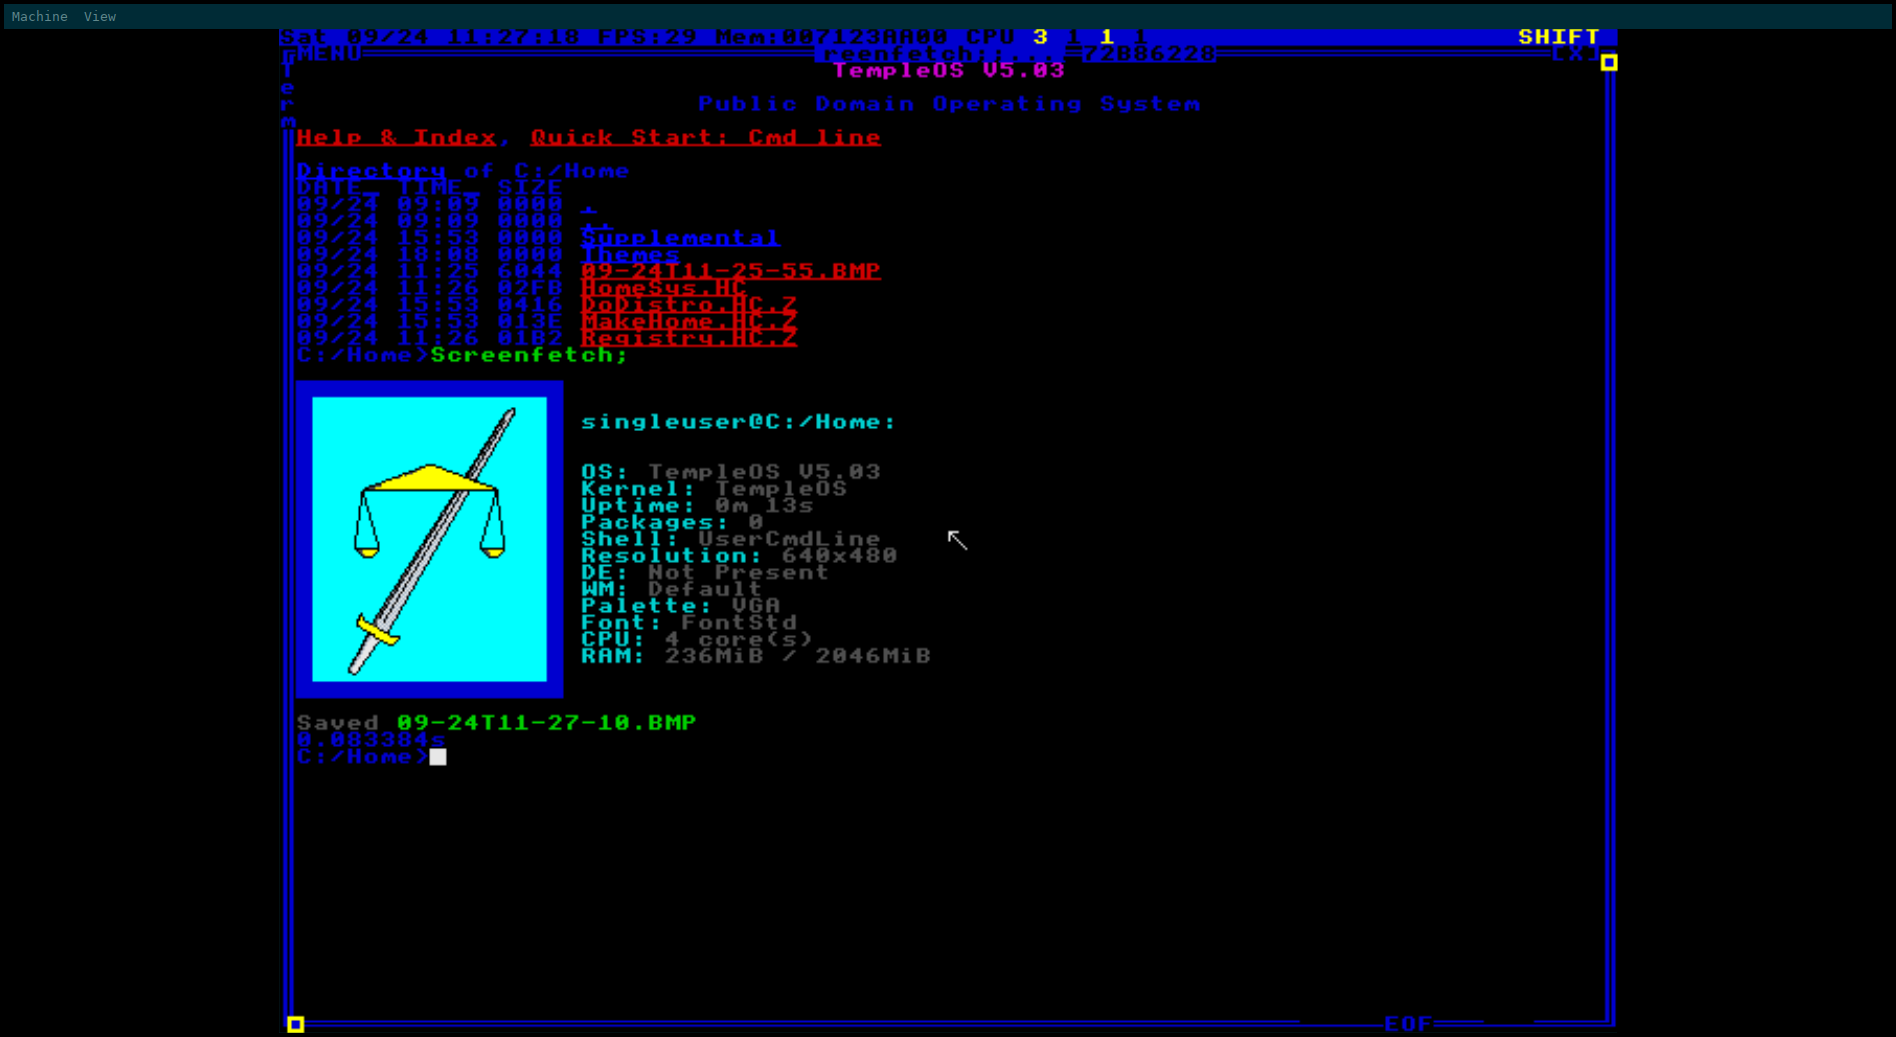 Machine View
Sat 09/24 11:27:18 FPS:29 Mem:007123AA00 CPU 3 1 1 1 SHIFT
MENU reenfetch;:... 72B86228 [X]
Term
TempleOS V5.03
Public Domain Operating System
Help & Index, Quick Start: Cmd line
Directory of C:/Home
DATE_ TIME_ SIZE
09/24 09:09 0000 .
09/24 09:09 0000 ..
09/24 15:53 0000 Supplemental
09/24 18:08 0000 Themes
09/24 11:25 6044 09-24T11-25-55.BMP
09/24 11:26 02FB HomeSys.HC
09/24 15:53 0416 DoDistro.HC.Z
09/24 15:53 013E MakeHome.HC.Z
09/24 11:26 01B2 Registry.HC.Z
C:/Home>Screenfetch;
singleuser@C:/Home:
OS: TempleOS V5.03
Kernel: TempleOS
Uptime: 0m 13s
Packages: 0
Shell: UserCmdLine
Resolution: 640x480
DE: Not Present
WM: Default
Palette: VGA
Font: FontStd
CPU: 4 core(s)
RAM: 236MiB / 2046MiB
Saved 09-24T11-27-10.BMP
0.083384s
C:/Home>
EOF